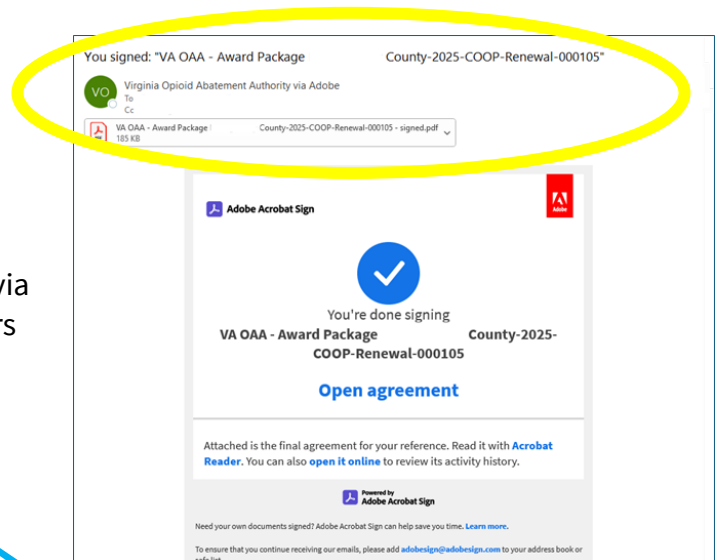 You signed: "VA OAA - Award Package County-2025-COOP-Renewal-000105"
VO
Virginia Opioid Abatement Authority via Adobe
To
Cc
VA OAA - Award Package County-2025-COOP-Renewal-000105 - signed.pdf
185 KB
Adobe Acrobat Sign
Adobe
You're done signing
VA OAA - Award Package County-2025-
COOP-Renewal-000105
Open agreement
via
rs
Attached is the final agreement for your reference. Read it with Acrobat
Reader. You can also open it online to review its activity history.
Powered by
Adobe Acrobat Sign
Need your own documents signed? Adobe Acrobat Sign can help save you time. Learn more.
To ensure that you continue receiving our emails, please add adobesign@adobesign.com to your address book or
safe list.